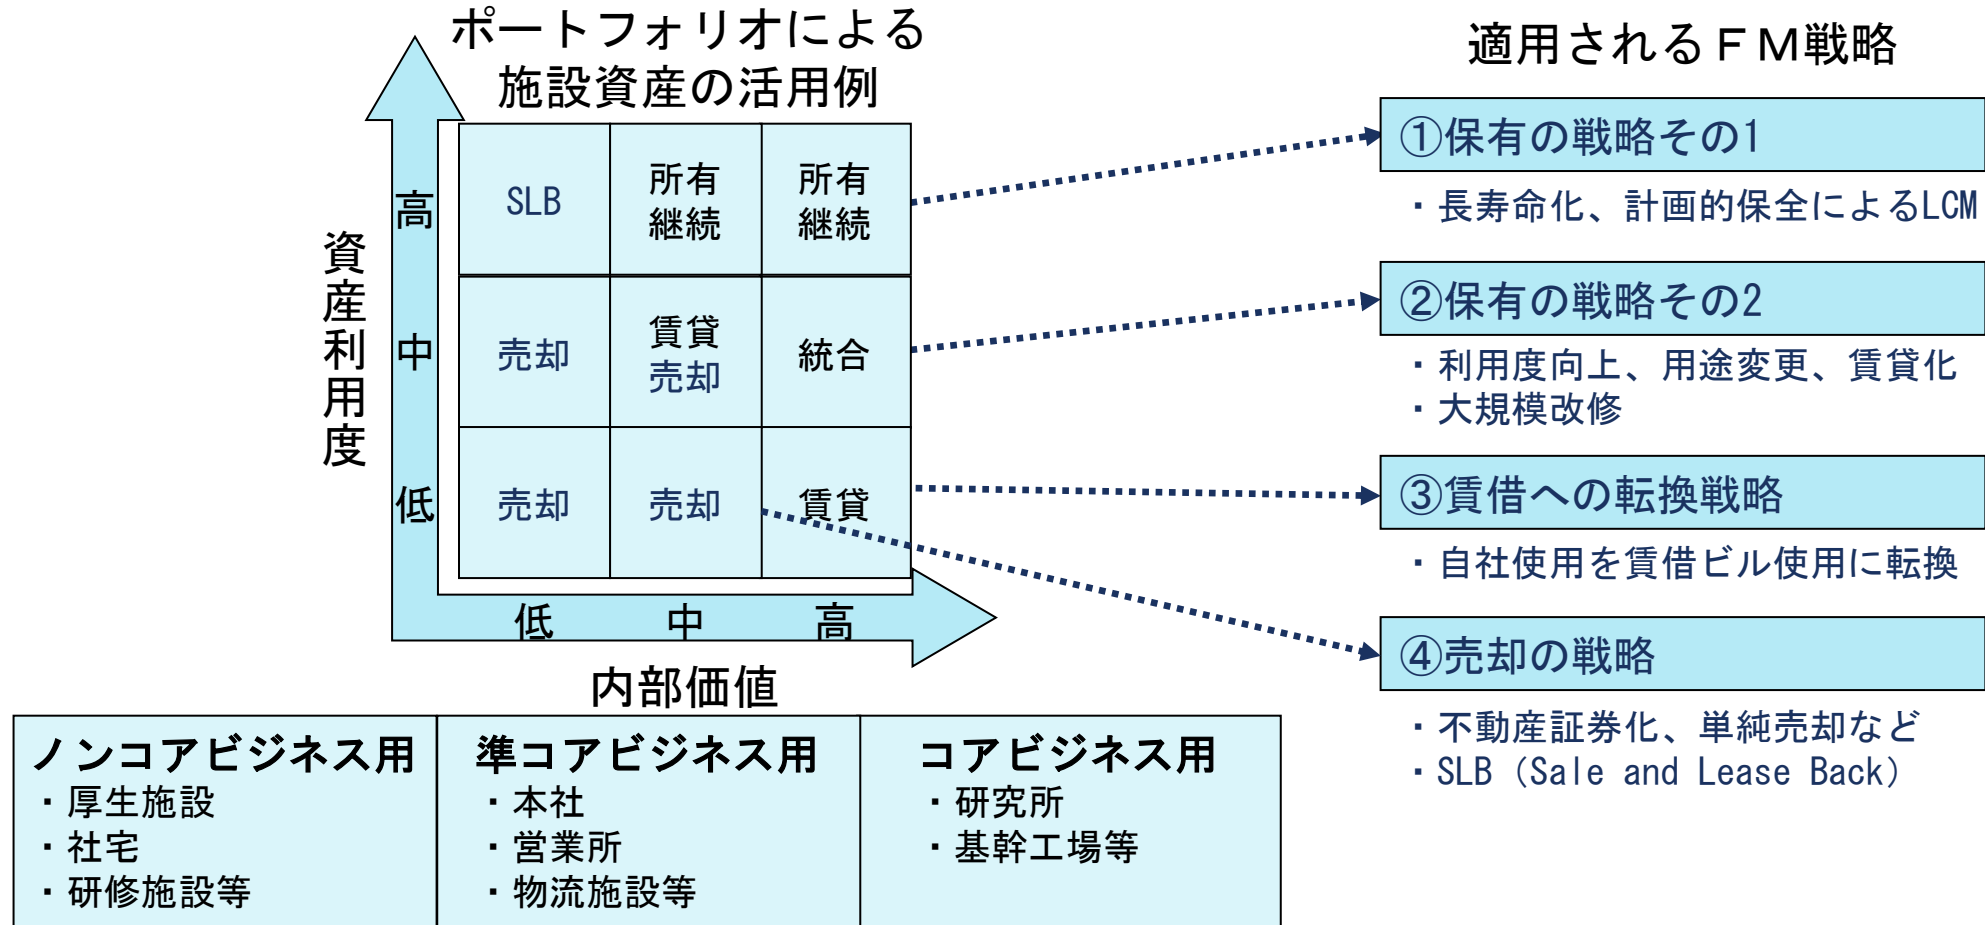 ポートフォリオによる
施設資産の活用例
適用されるＦＭ戦略
資産利用度
高
中
低
SLB
所有
継続
所有
継続
売却
賃貸
売却
統合
売却
売却
賃貸
低 中 高
内部価値
①保有の戦略その1
・長寿命化、計画的保全によるLCM
②保有の戦略その2
・利用度向上、用途変更、賃貸化
・大規模改修
③賃借への転換戦略
・自社使用を賃借ビル使用に転換
④売却の戦略
・不動産証券化、単純売却など
・SLB（Sale and Lease Back）
ノンコアビジネス用
・厚生施設
・社宅
・研修施設等
準コアビジネス用
・本社
・営業所
・物流施設等
コアビジネス用
・研究所
・基幹工場等